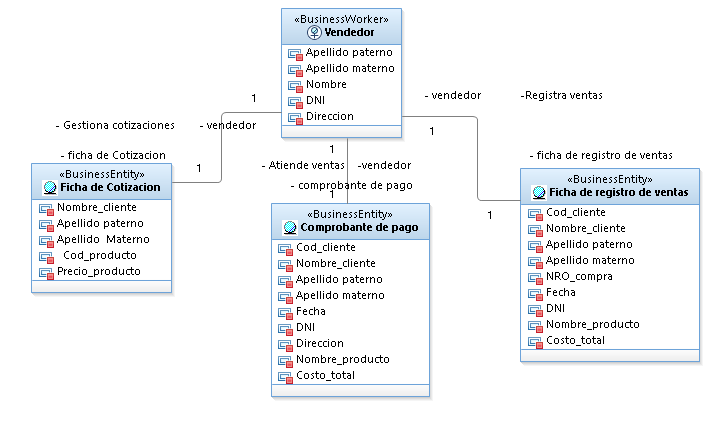 «BusinessWorker»
Vendedor
Apellido paterno
Apellido materno
Nombre
DNI
Direccion
1
- Gestiona cotizaciones
- vendedor
- ficha de Cotizacion
1
1
- Atiende ventas
-vendedor
- comprobante de pago
1
- vendedor
-Registra ventas
1
- ficha de registro de ventas
1
«BusinessEntity»
Ficha de Cotizacion
Nombre_cliente
Apellido paterno
Apellido  Materno
Cod_producto
Precio_producto
«BusinessEntity»
Comprobante de pago
Cod_cliente
Nombre_cliente
Apellido paterno
Apellido materno
Fecha
DNI
Direccion
Nombre_producto
Costo_total
«BusinessEntity»
Ficha de registro de ventas
Cod_cliente
Nombre_cliente
Apellido paterno
Apellido materno
NRO_compra
Fecha
DNI
Nombre_producto
Costo_total